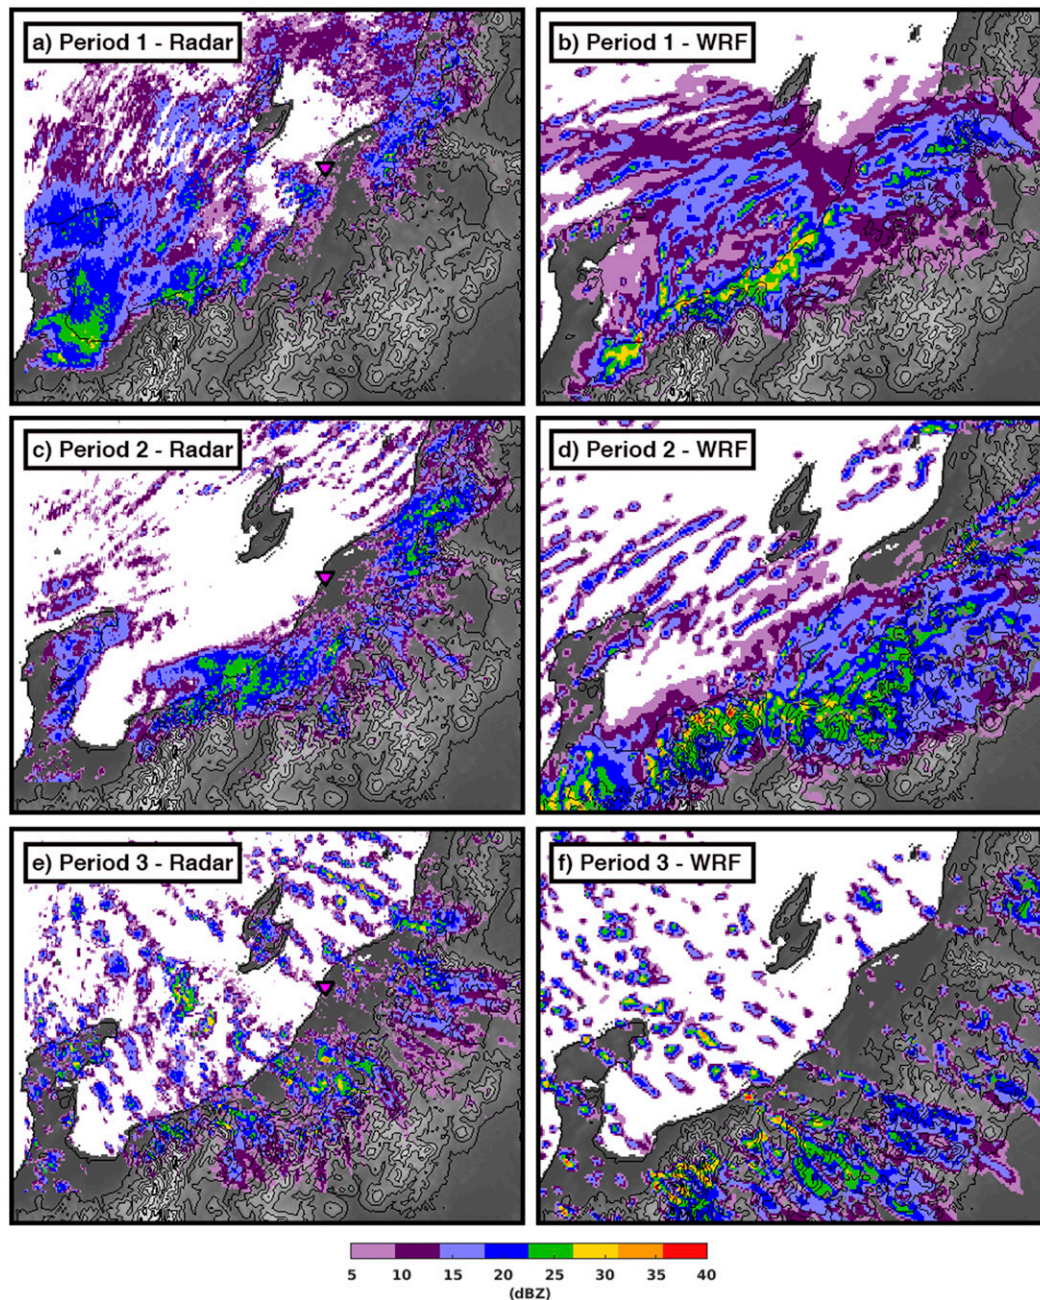 a) Period 1 - Radar
b) Period 1 - WRF
c) Period 2 - Radar
d) Period 2 - WRF
e) Period 3 - Radar
f) Period 3 - WRF
5 10 15 20 25 30 35 40
(dBZ)